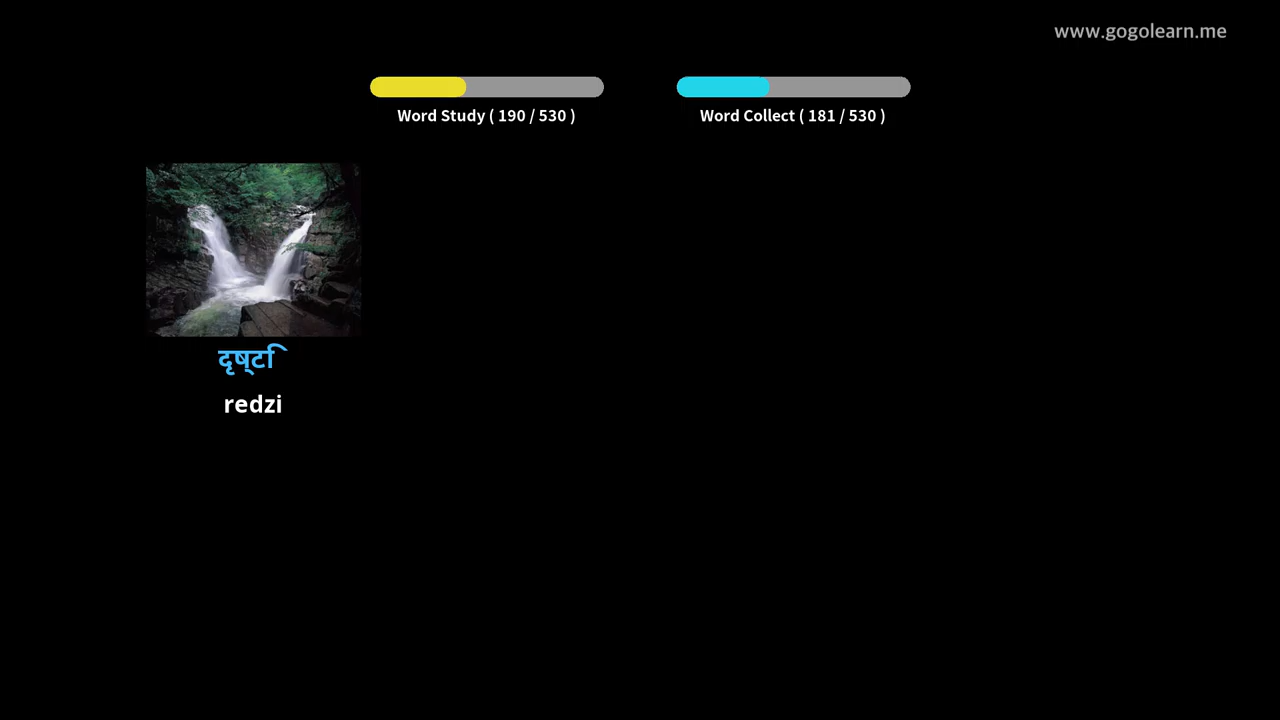 www.gogolearn.me
Word Study ( 190 / 530 )
Word Collect ( 181 / 530 )
दृष्टि
redzi